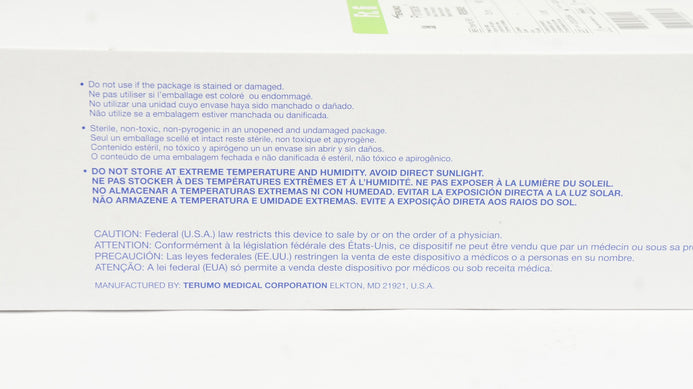 • Do not use if the package is stained or damaged.
Ne pas utiliser si l'emballage est coloré ou endommagé.
No utilizar una unidad cuyo envase haya sido manchado o dañado.
Não utilize se a embalagem estiver manchada ou danificada.
• Sterile, non-toxic, non-pyrogenic in an unopened and undamaged package.
Seul un emballage scellé et intact reste stérile, non toxique et apyrogène.
Contenido estéril, no tóxico y apirógeno un un envase sin abrir y sin daños.
O conteúdo de uma embalagem fechada e não danificada é estéril, não tóxico e apirogênico.
• DO NOT STORE AT EXTREME TEMPERATURE AND HUMIDITY. AVOID DIRECT SUNLIGHT.
NE PAS STOCKER À DES TEMPÉRATURES EXTRÊMES ET À L'HUMIDITÉ. NE PAS EXPOSER À LA LUMIÈRE DU SOLEIL.
NO ALMACENAR A TEMPERATURAS EXTREMAS NI CON HUMEDAD. EVITAR LA EXPOSICIÓN DIRECTA A LA LUZ SOLAR.
NÃO ARMAZENE A TEMPERATURA E UMIDADE EXTREMAS. EVITE A EXPOSIÇÃO DIRETA AOS RAIOS DO SOL.
CAUTION: Federal (U.S.A.) law restricts this device to sale by or on the order of a physician.
ATTENTION: Conformément à la législation fédérale des États-Unis, ce dispositif ne peut être vendu que par un médecin ou sous sa pr
PRECAUCIÓN: Las leyes federales (EE.UU.) restringen la venta de este dispositivo a médicos o a personas en su nombre.
ATENÇÃO: A lei federal (EUA) só permite a venda deste dispositivo por médicos ou sob receita médica.
MANUFACTURED BY: TERUMO MEDICAL CORPORATION ELKTON, MD 21921, U.S.A.